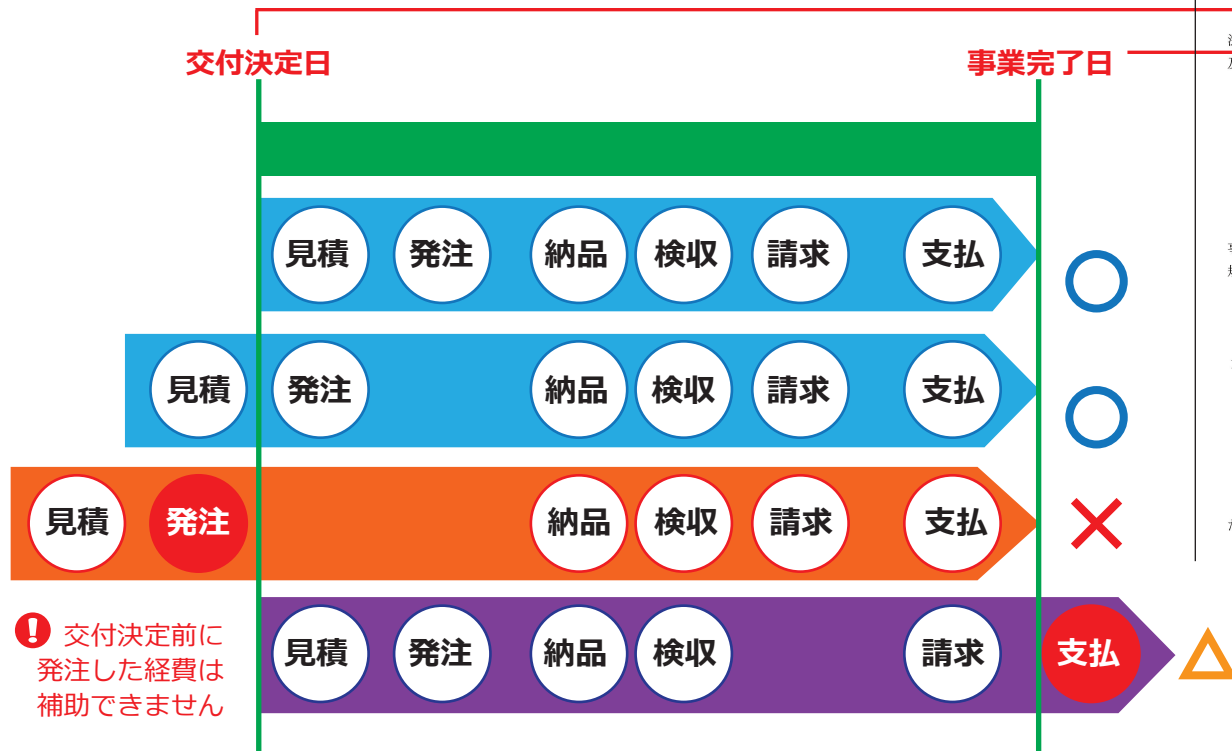 交付決定日
事業完了日
見積 発注 納品 検収 請求 支払
見積 発注 納品 検収 請求 支払
見積 発注 納品 検収 請求 支払
見積 発注 納品 検収 請求 支払
! 交付決定前に
発注した経費は
補助できません